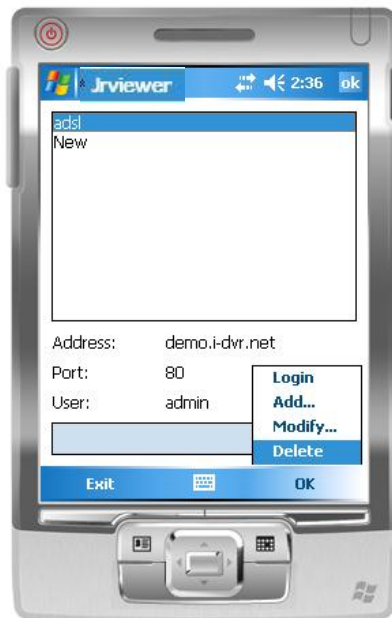 Jrviewer 2:36 ok
adsl
New
Address: demo.i-dvr.net
Port: 80
User: admin
Login
Add...
Modify...
Delete
Exit OK